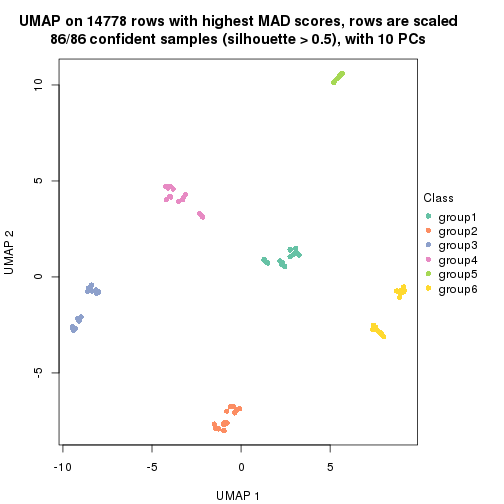 UMAP on 14778 rows with highest MAD scores, rows are scaled
86/86 confident samples (silhouette > 0.5), with 10 PCs
10
5
0
-5
UMAP 2
-10
-5
0
5
UMAP 1
Class
group1
group2
group3
group4
group5
group6